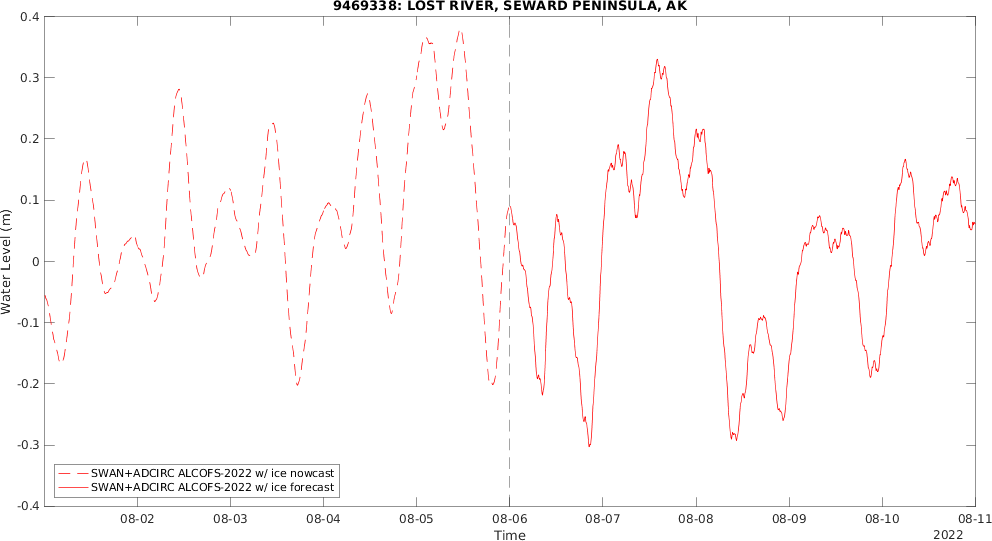 9469338: LOST RIVER, SEWARD PENINSULA, AK
0.4
0.3
0.2
0.1
0
-0.1
-0.2
-0.3
-0.4
Water Level (m)
SWAN+ADCIRC ALCOFS-2022 w/ ice nowcast
SWAN+ADCIRC ALCOFS-2022 w/ ice forecast
08-02 08-03 08-04 08-05 08-06 08-07 08-08 08-09 08-10 08-11
Time
2022